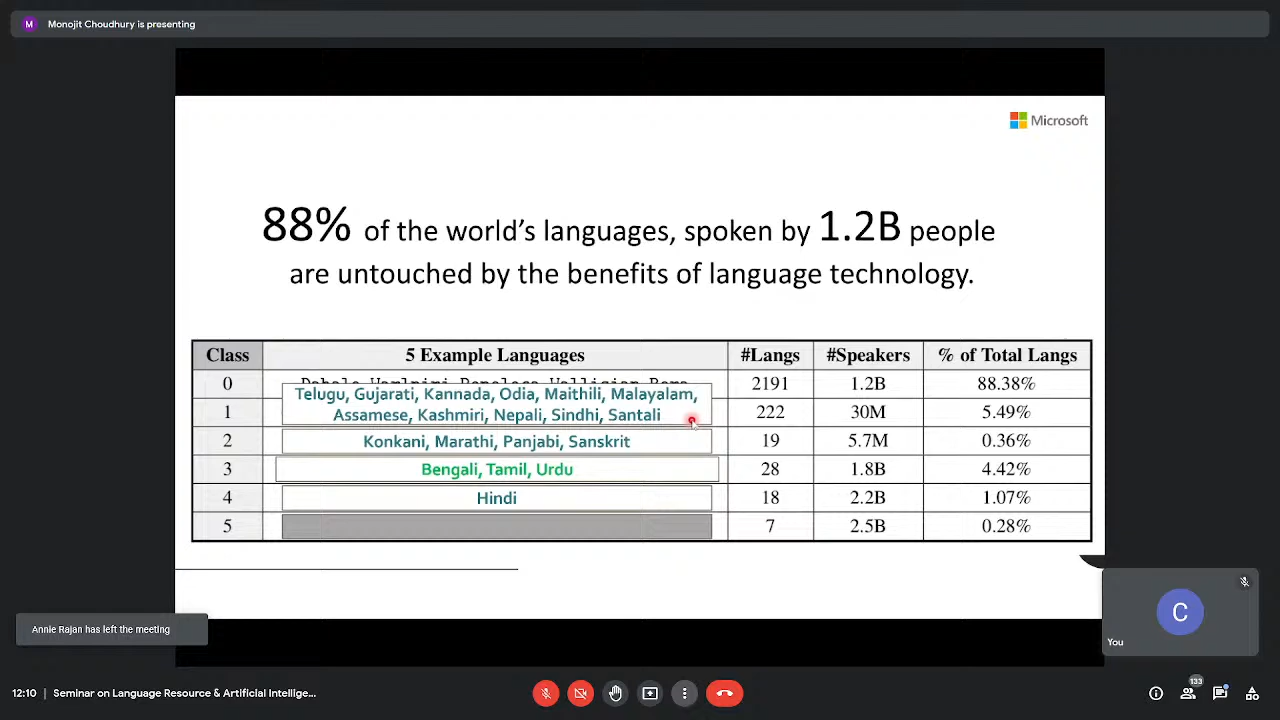 M Monojit Choudhury is presenting
Microsoft
88% of the world's languages, spoken by 1.2B people
are untouched by the benefits of language technology.
Class 5 Example Languages #Langs #Speakers % of Total Langs
0 2191 1.2B 88.38%
Telugu, Gujarati, Kannada, Odia, Maithili, Malayalam,
1 Assamese, Kashmiri, Nepali, Sindhi, Santali 222 30M 5.49%
2 Konkani, Marathi, Panjabi, Sanskrit 19 5.7M 0.36%
3 Bengali, Tamil, Urdu 28 1.8B 4.42%
4 Hindi 18 2.2B 1.07%
5 7 2.5B 0.28%
C
You
Annie Rajan has left the meeting
12:10 | Seminar on Language Resource & Artificial Intellige...
133